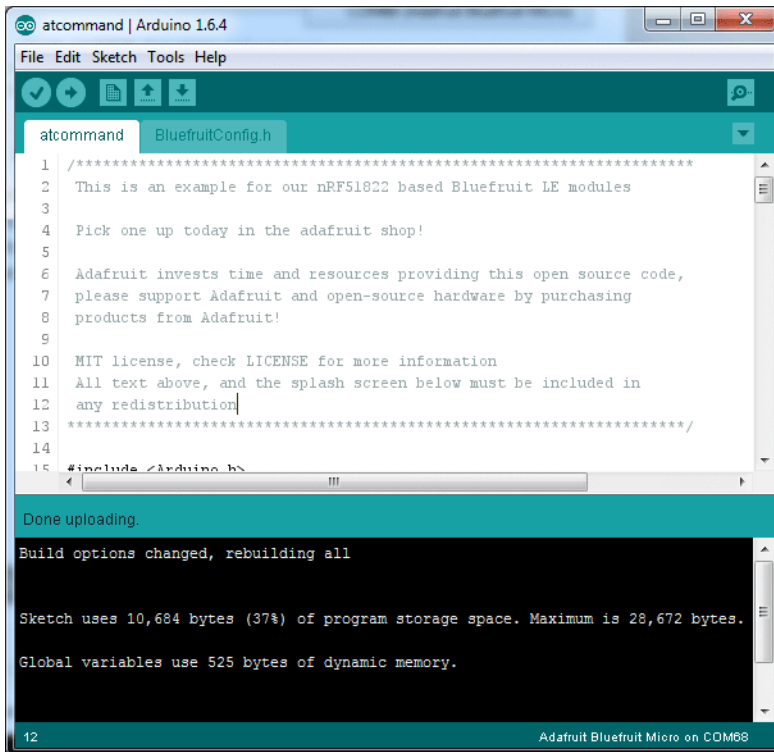 atcommand | Arduino 1.6.4
File Edit Sketch Tools Help
atcommand BluefruitConfig.h
1 /*********************************************************************
2 This is an example for our nRF51822 based Bluefruit LE modules
3
4 Pick one up today in the adafruit shop!
5
6 Adafruit invests time and resources providing this open source code,
7 please support Adafruit and open-source hardware by purchasing
8 products from Adafruit!
9
10 MIT license, check LICENSE for more information
11 All text above, and the splash screen below must be included in
12 any redistribution
13 *********************************************************************/
14
15 #include <Arduino.h>
Done uploading.
Build options changed, rebuilding all
Sketch uses 10,684 bytes (37%) of program storage space. Maximum is 28,672 bytes.
Global variables use 525 bytes of dynamic memory.
12 Adafruit Bluefruit Micro on COM68